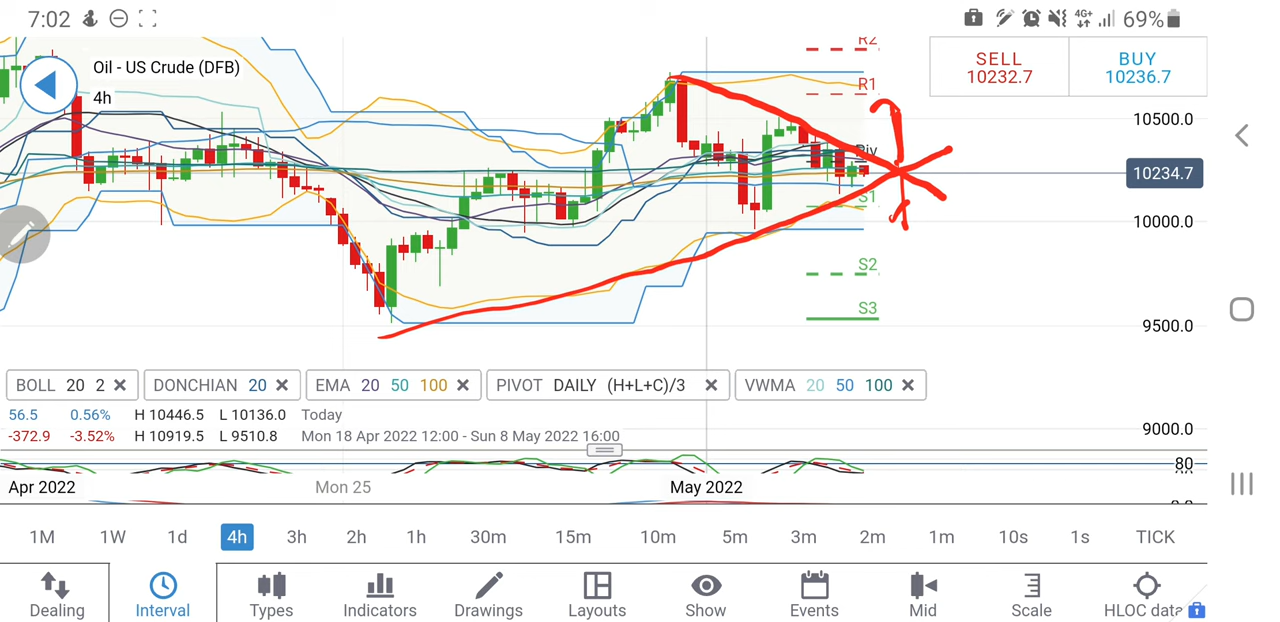 7:02 4G+ 69%
Oil - US Crude (DFB)
4h
SELL
10232.7
BUY
10236.7
R2
R1
Piv
S1
S2
S3
10500.0
10234.7
10000.0
9500.0
9000.0
80
BOLL 20 2 DONCHIAN 20 EMA 20 50 100 PIVOT DAILY (H+L+C)/3 VWMA 20 50 100
56.5 0.56% H 10446.5 L 10136.0 Today
-372.9 -3.52% H 10919.5 L 9510.8 Mon 18 Apr 2022 12:00 - Sun 8 May 2022 16:00
Apr 2022 Mon 25 May 2022
1M 1W 1d 4h 3h 2h 1h 30m 15m 10m 5m 3m 2m 1m 10s 1s TICK
Dealing Interval Types Indicators Drawings Layouts Show Events Mid Scale HLOC data